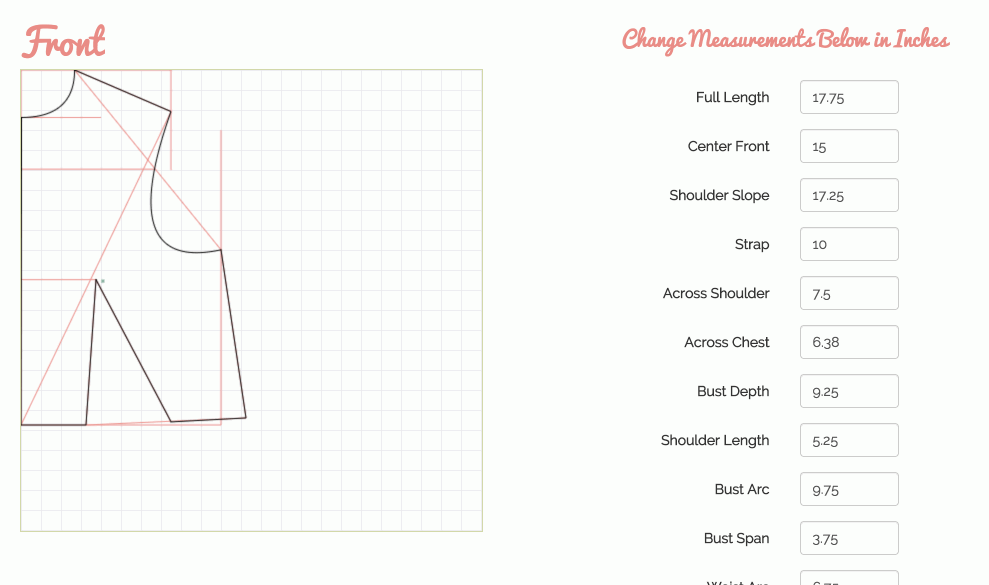 Front
Change Measurements Below in Inches
Full Length 17.75
Center Front 15
Shoulder Slope 17.25
Strap 10
Across Shoulder 7.5
Across Chest 6.38
Bust Depth 9.25
Shoulder Length 5.25
Bust Arc 9.75
Bust Span 3.75